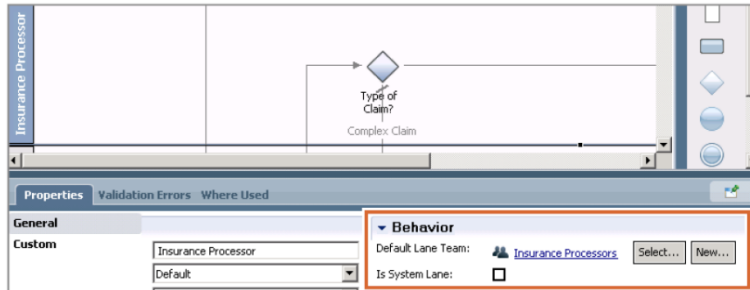 Insurance Processor
Type of
Claim?
Complex Claim
Properties Validation Errors Where Used
General
Custom
Insurance Processor
Default
Behavior
Default Lane Team: Insurance Processors Select... New...
Is System Lane: